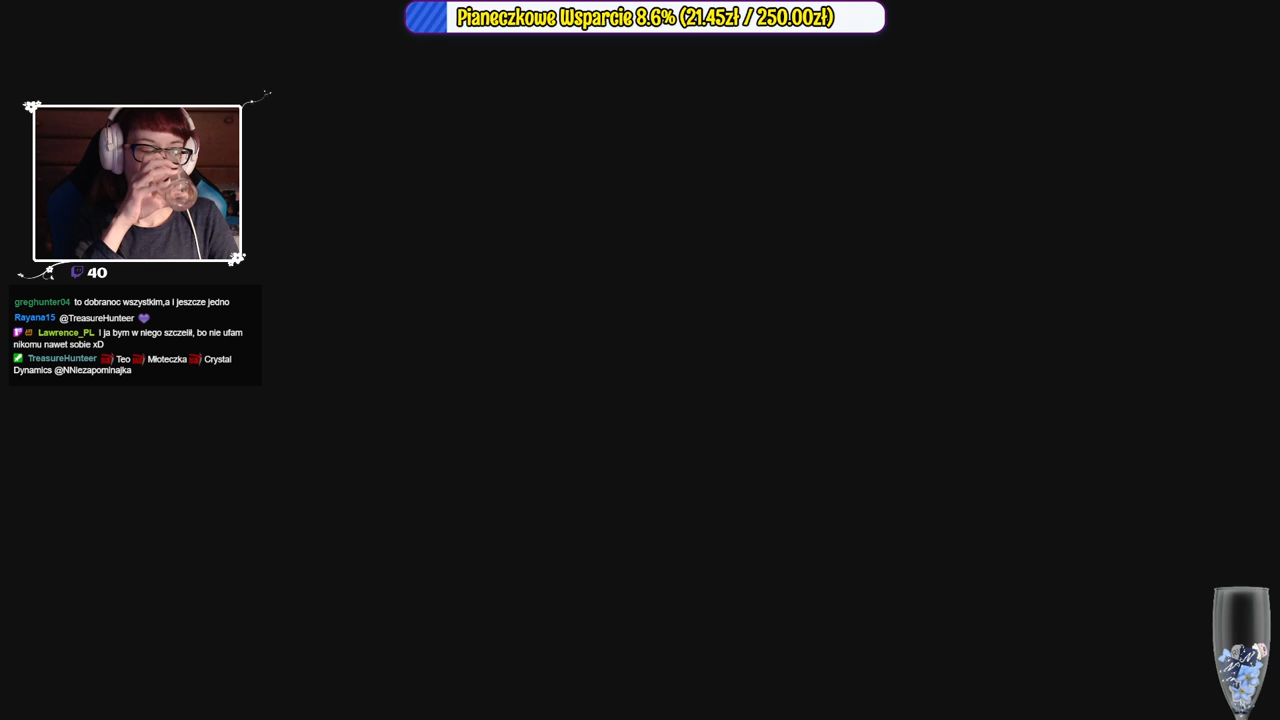 Pianeczkowe Wsparcie 8.6% (21.45zł / 250.00zł)
40
greghunter04 to dobranoc wszystkim,a i jeszcze jedno
Rayana15 @TreasureHunteer
Lawrence_PL I ja bym w niego szczelił, bo nie ufam
nikomu nawet sobie xD
TreasureHunteer Teo Młoteczka Crystal
Dynamics @NNiezapominajka